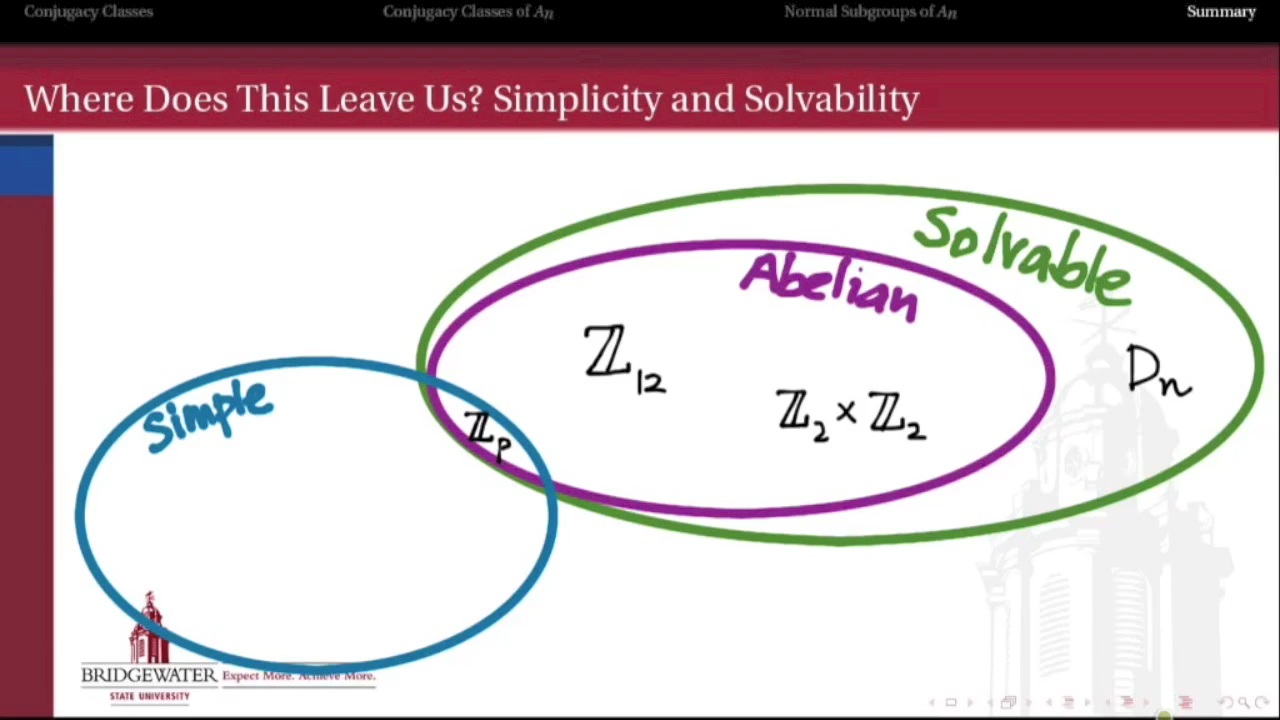 Conjugacy Classes Conjugacy Classes of Aₙ Normal Subgroups of Aₙ Summary
Where Does This Leave Us? Simplicity and Solvability
Solvable
Abelian
ℤ₁₂
Dₙ
Simple
ℤₚ
ℤ₂ × ℤ₂
BRIDGEWATER Expect More. Achieve More.
STATE UNIVERSITY